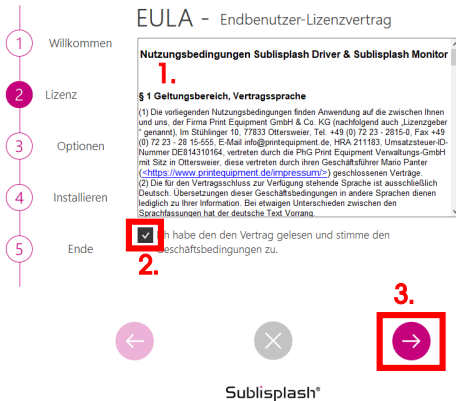 EULA - Endbenutzer-Lizenzvertrag
1 Willkommen
2 Lizenz
3 Optionen
4 Installieren
5 Ende
Nutzungsbedingungen Sublisplash Driver & Sublisplash Monitor
1.
§ 1 Geltungsbereich, Vertragssprache
(1) Die vorliegenden Nutzungsbedingungen finden Anwendung auf die zwischen Ihnen
und uns, der Firma Print Equipment GmbH & Co. KG (nachfolgend auch „Lizenzgeber
" genannt), Im Stühlinger 10, 77833 Ottersweier, Tel. +49 (0) 72 23 - 2815-0, Fax +49
(0) 72 23 - 28 15-555, E-Mail info@printequipment.de, HRA 211183, Umsatzsteuer-ID-
Nummer DE814310164, vertreten durch die PhG Print Equipment Verwaltungs-GmbH
mit Sitz in Ottersweier, diese vertreten durch ihren Geschäftsführer Mario Panter
(<https://www.printequipment.de/impressum/>) geschlossenen Verträge.
(2) Die für den Vertragsschluss zur Verfügung stehende Sprache ist ausschließlich
Deutsch. Übersetzungen dieser Geschäftsbedingungen in andere Sprachen dienen
lediglich zu Ihrer Information. Bei etwaigen Unterschieden zwischen den
Sprachfassungen hat der deutsche Text Vorrang.
Ich habe den den Vertrag gelesen und stimme den
Geschäftsbedingungen zu.
2.
3.
Sublisplash®